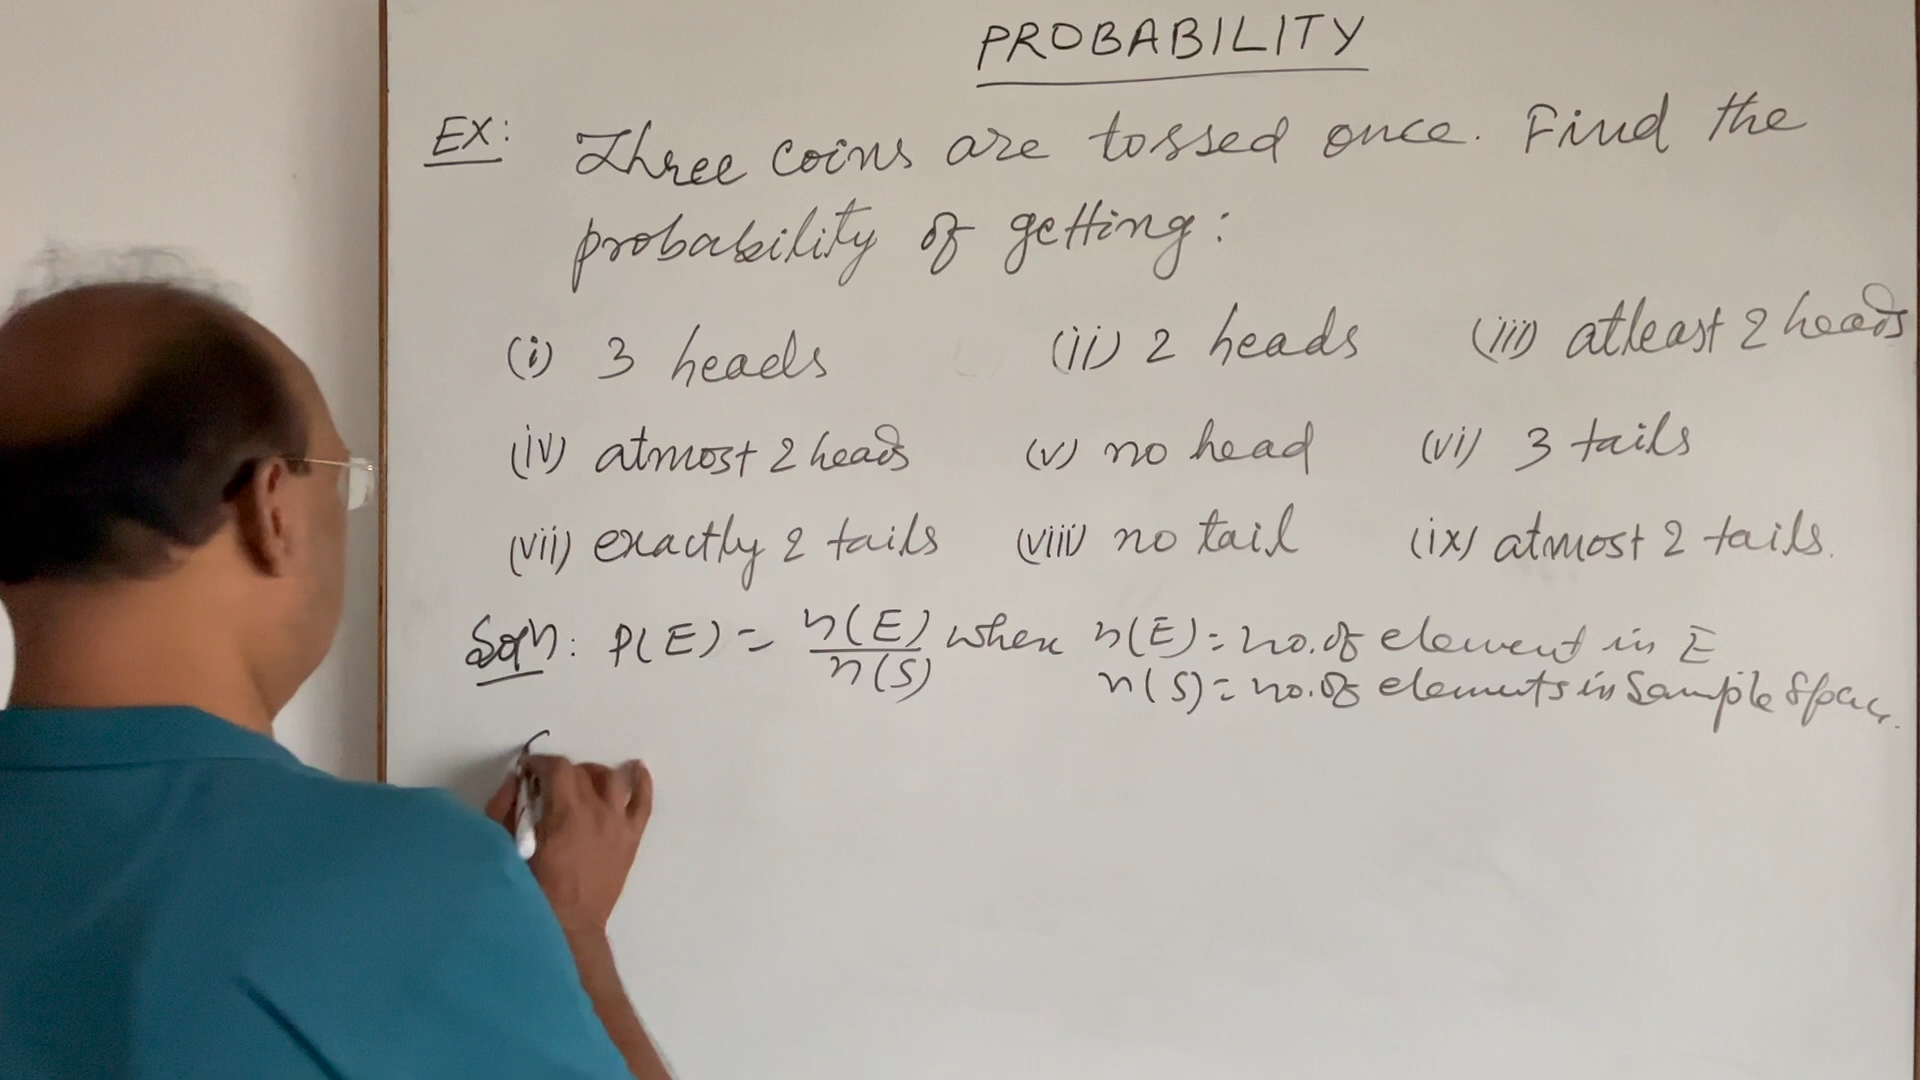 PROBABILITY
EX: Three coins are tossed once. Find the
probability of getting:
(i) 3 heads (ii) 2 heads (iii) atleast 2 heads
(iv) atmost 2 heads (v) no head (vi) 3 tails
(vii) exactly 2 tails (viii) no tail (ix) atmost 2 tails.
Soln: P(E) = n(E)/n(S) where n(E) = no. of element in E
n(S) = no. of elements in Sample Space.